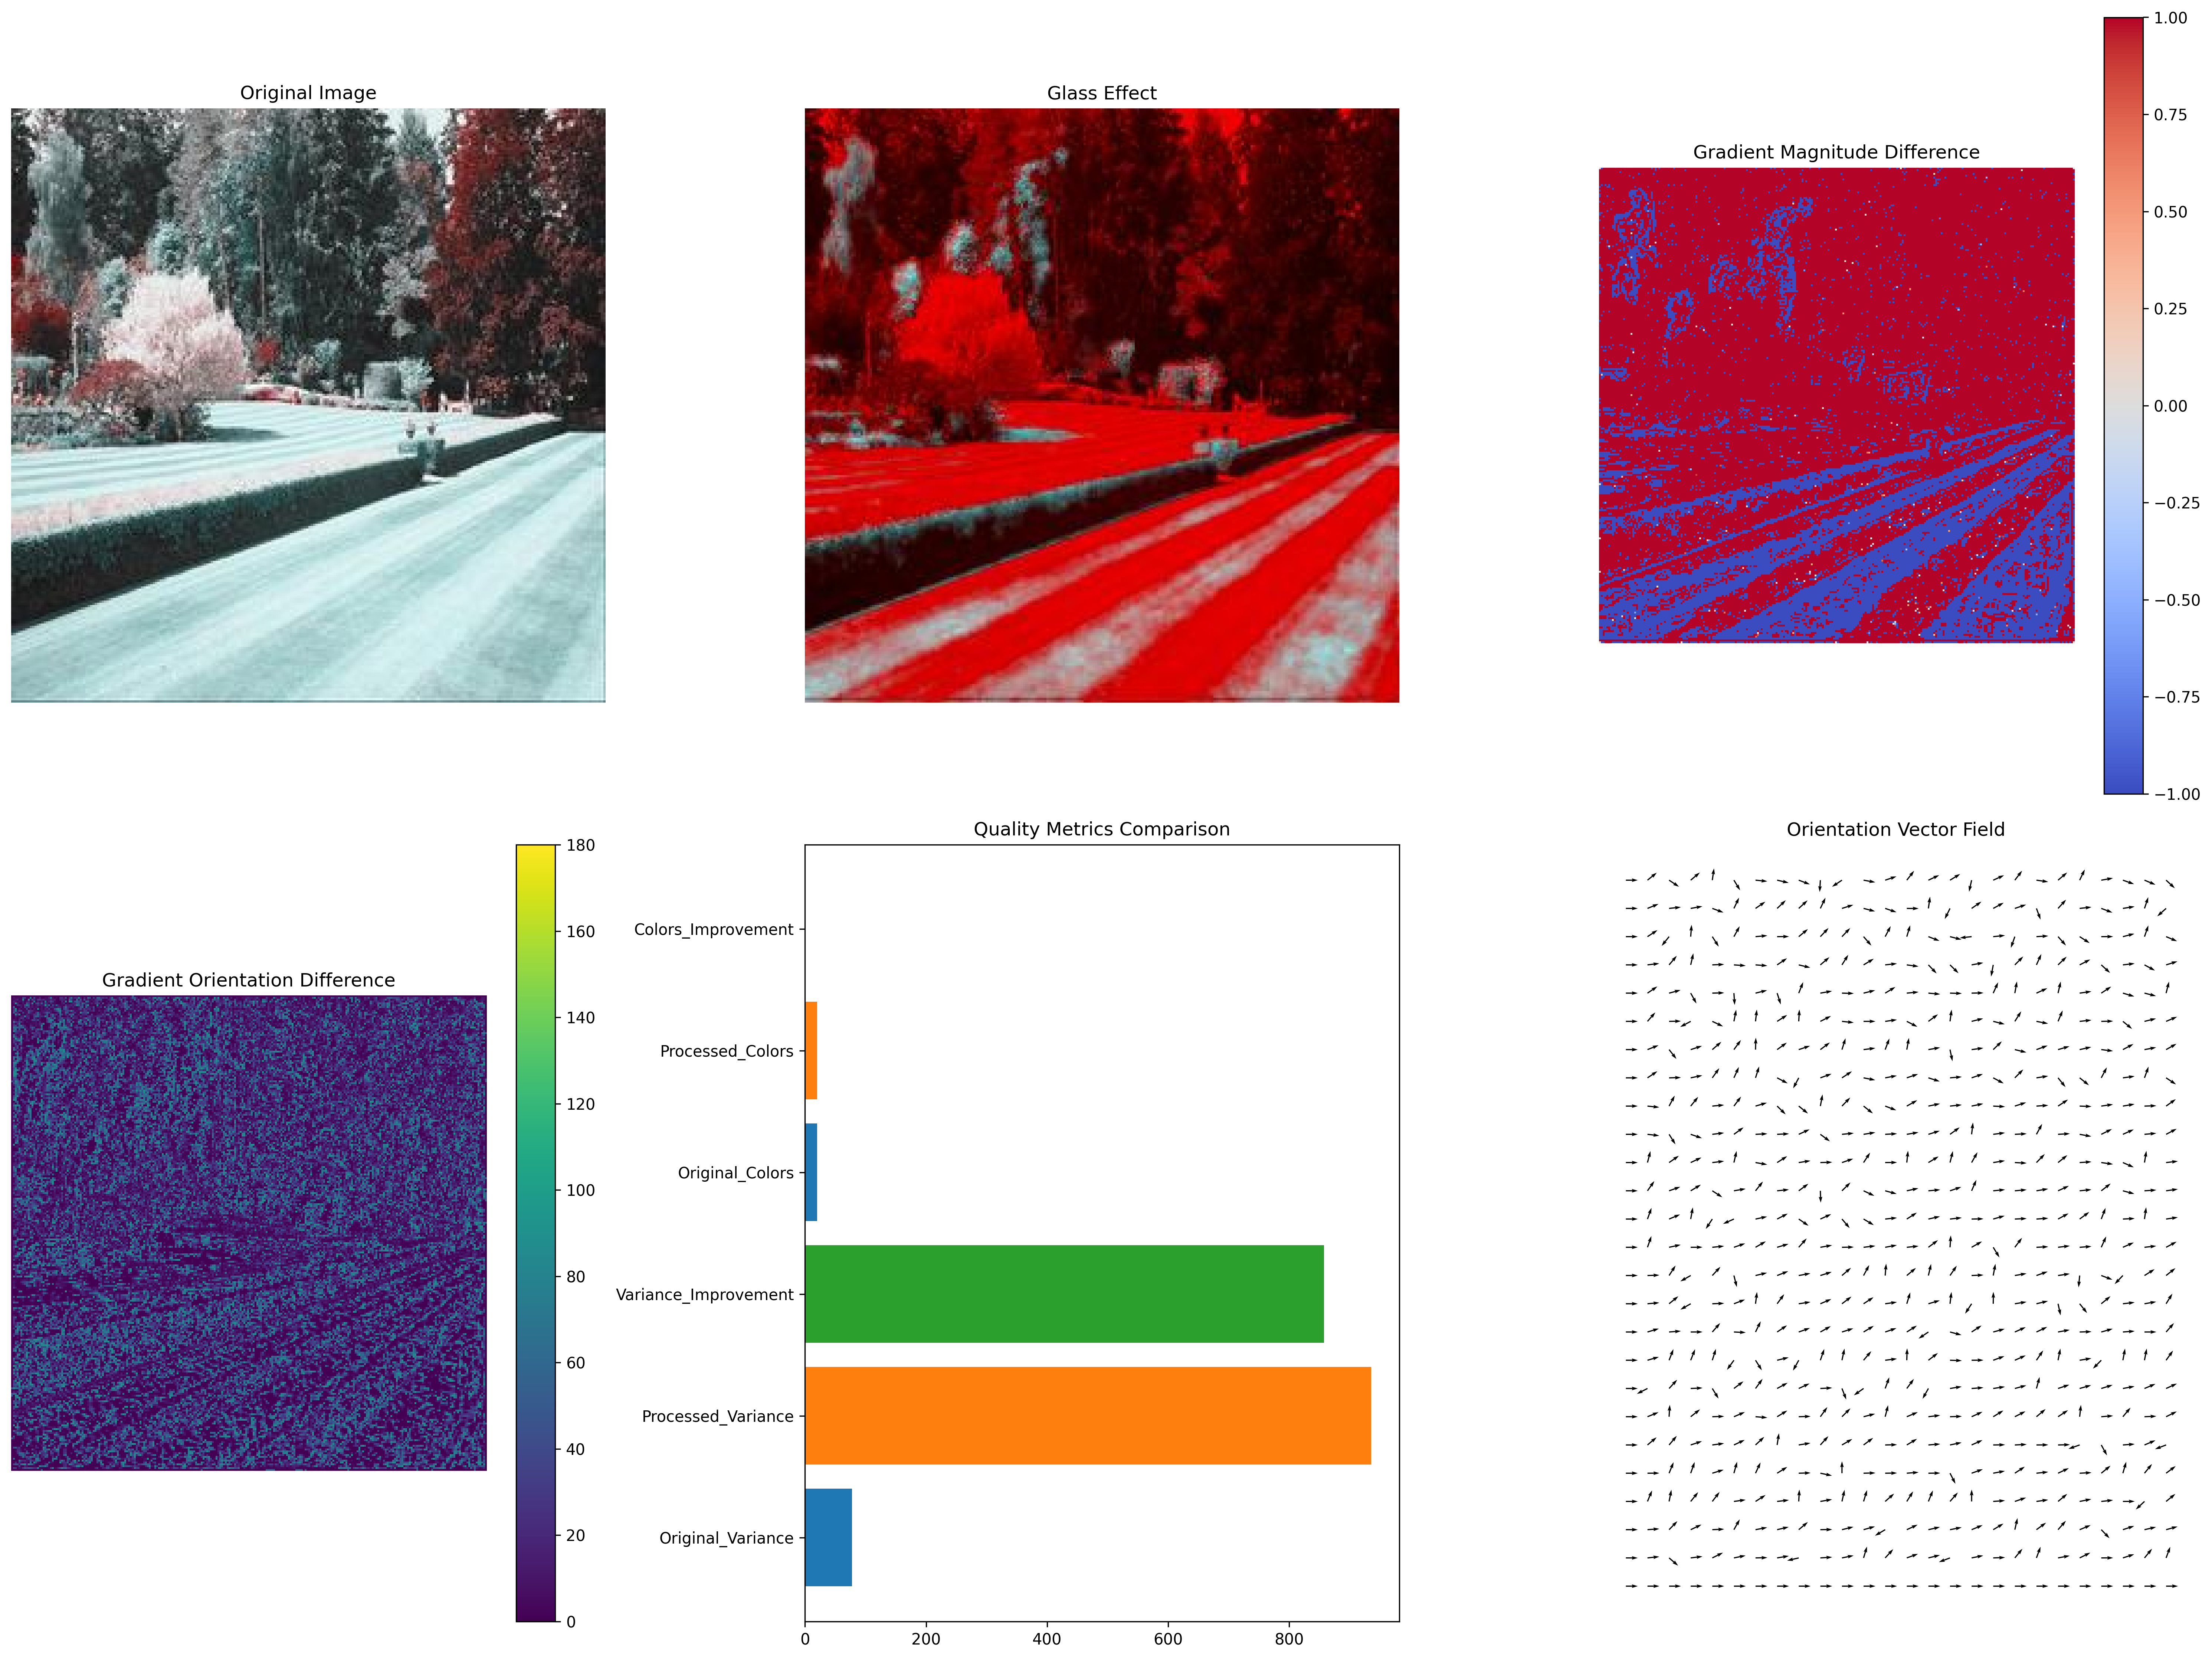 Original Image
Glass Effect
Gradient Magnitude Difference
1.00
0.75
0.50
0.25
0.00
−0.25
−0.50
−0.75
−1.00
Gradient Orientation Difference
180
160
140
120
100
80
60
40
20
0
Quality Metrics Comparison
Colors_Improvement
Processed_Colors
Original_Colors
Variance_Improvement
Processed_Variance
Original_Variance
0 200 400 600 800
Orientation Vector Field